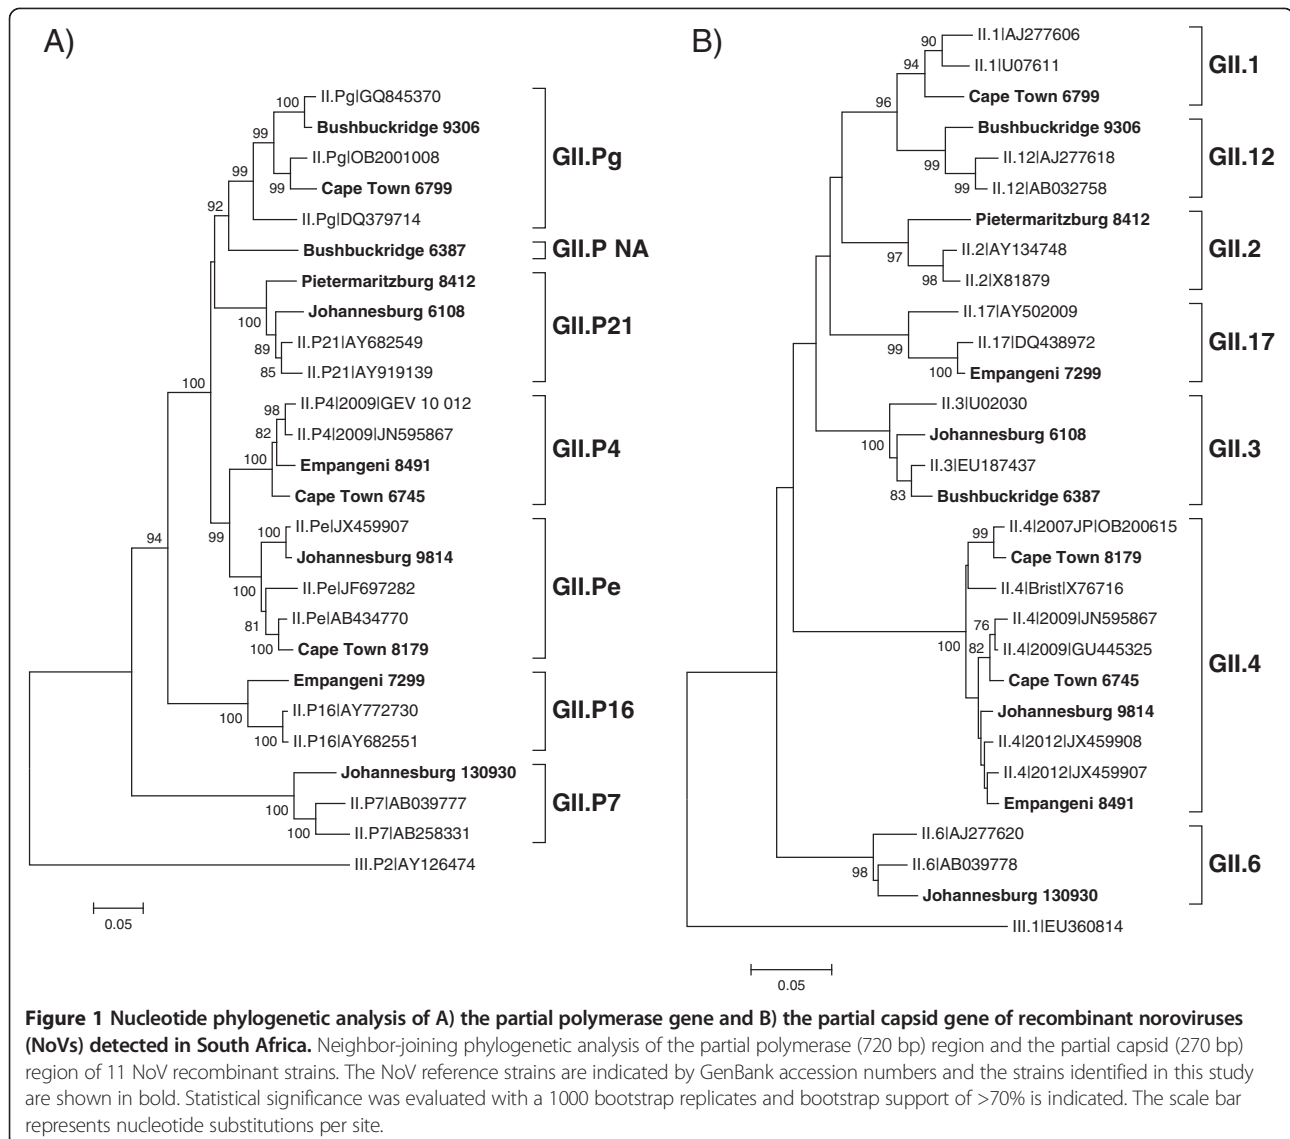 A)
100
II.Pg|GQ845370
Bushbuckridge 9306
99
II.Pg|OB2001008
99
99
Cape Town 6799
II.Pg|DQ379714
GII.Pg
92
Bushbuckridge 6387
GII.P NA
Pietermaritzburg 8412
Johannesburg 6108
100
II.P21|AY682549
89
85
II.P21|AY919139
GII.P21
100
II.P4|2009|GEV 10 012
98
II.P4|2009|JN595867
82
Empangeni 8491
100
Cape Town 6745
GII.P4
99
II.Pe|JX459907
100
Johannesburg 9814
II.Pe|JF697282
100
II.Pe|AB434770
81
100
Cape Town 8179
GII.Pe
94
Empangeni 7299
II.P16|AY772730
100
100
II.P16|AY682551
GII.P16
Johannesburg 130930
II.P7|AB039777
100
100
II.P7|AB258331
GII.P7
III.P2|AY126474
0.05
B)
II.1|AJ277606
90
II.1|U07611
94
Cape Town 6799
GII.1
96
Bushbuckridge 9306
II.12|AJ277618
99
99
II.12|AB032758
GII.12
Pietermaritzburg 8412
II.2|AY134748
97
98
II.2|X81879
GII.2
II.17|AY502009
II.17|DQ438972
99
100
Empangeni 7299
GII.17
II.3|U02030
Johannesburg 6108
100
II.3|EU187437
83
Bushbuckridge 6387
GII.3
II.4|2007JP|OB200615
99
Cape Town 8179
II.4|Brist|X76716
II.4|2009|JN595867
76
100
82
II.4|2009|GU445325
Cape Town 6745
Johannesburg 9814
II.4|2012|JX459908
II.4|2012|JX459907
Empangeni 8491
GII.4
II.6|AJ277620
II.6|AB039778
98
Johannesburg 130930
GII.6
III.1|EU360814
0.05
Figure 1 Nucleotide phylogenetic analysis of A) the partial polymerase gene and B) the partial capsid gene of recombinant noroviruses
(NoVs) detected in South Africa. Neighbor-joining phylogenetic analysis of the partial polymerase (720 bp) region and the partial capsid (270 bp)
region of 11 NoV recombinant strains. The NoV reference strains are indicated by GenBank accession numbers and the strains identified in this study
are shown in bold. Statistical significance was evaluated with a 1000 bootstrap replicates and bootstrap support of >70% is indicated. The scale bar
represents nucleotide substitutions per site.